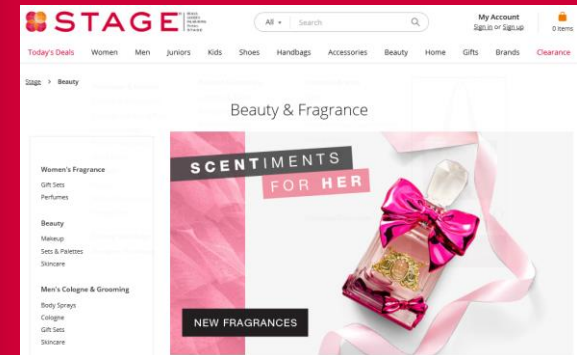 STAGE
All Search
My Account
Sign in or Sign up
0 items
Today's Deals Women Men Juniors Kids Shoes Handbags Accessories Beauty Home Gifts Brands Clearance
Stage > Beauty
Beauty & Fragrance
Women's Fragrance
Gift Sets
Perfumes
Beauty
Makeup
Sets & Palettes
Skincare
Men's Cologne & Grooming
Body Sprays
Cologne
Gift Sets
Skincare
SCENTIMENTS
FOR HER
NEW FRAGRANCES